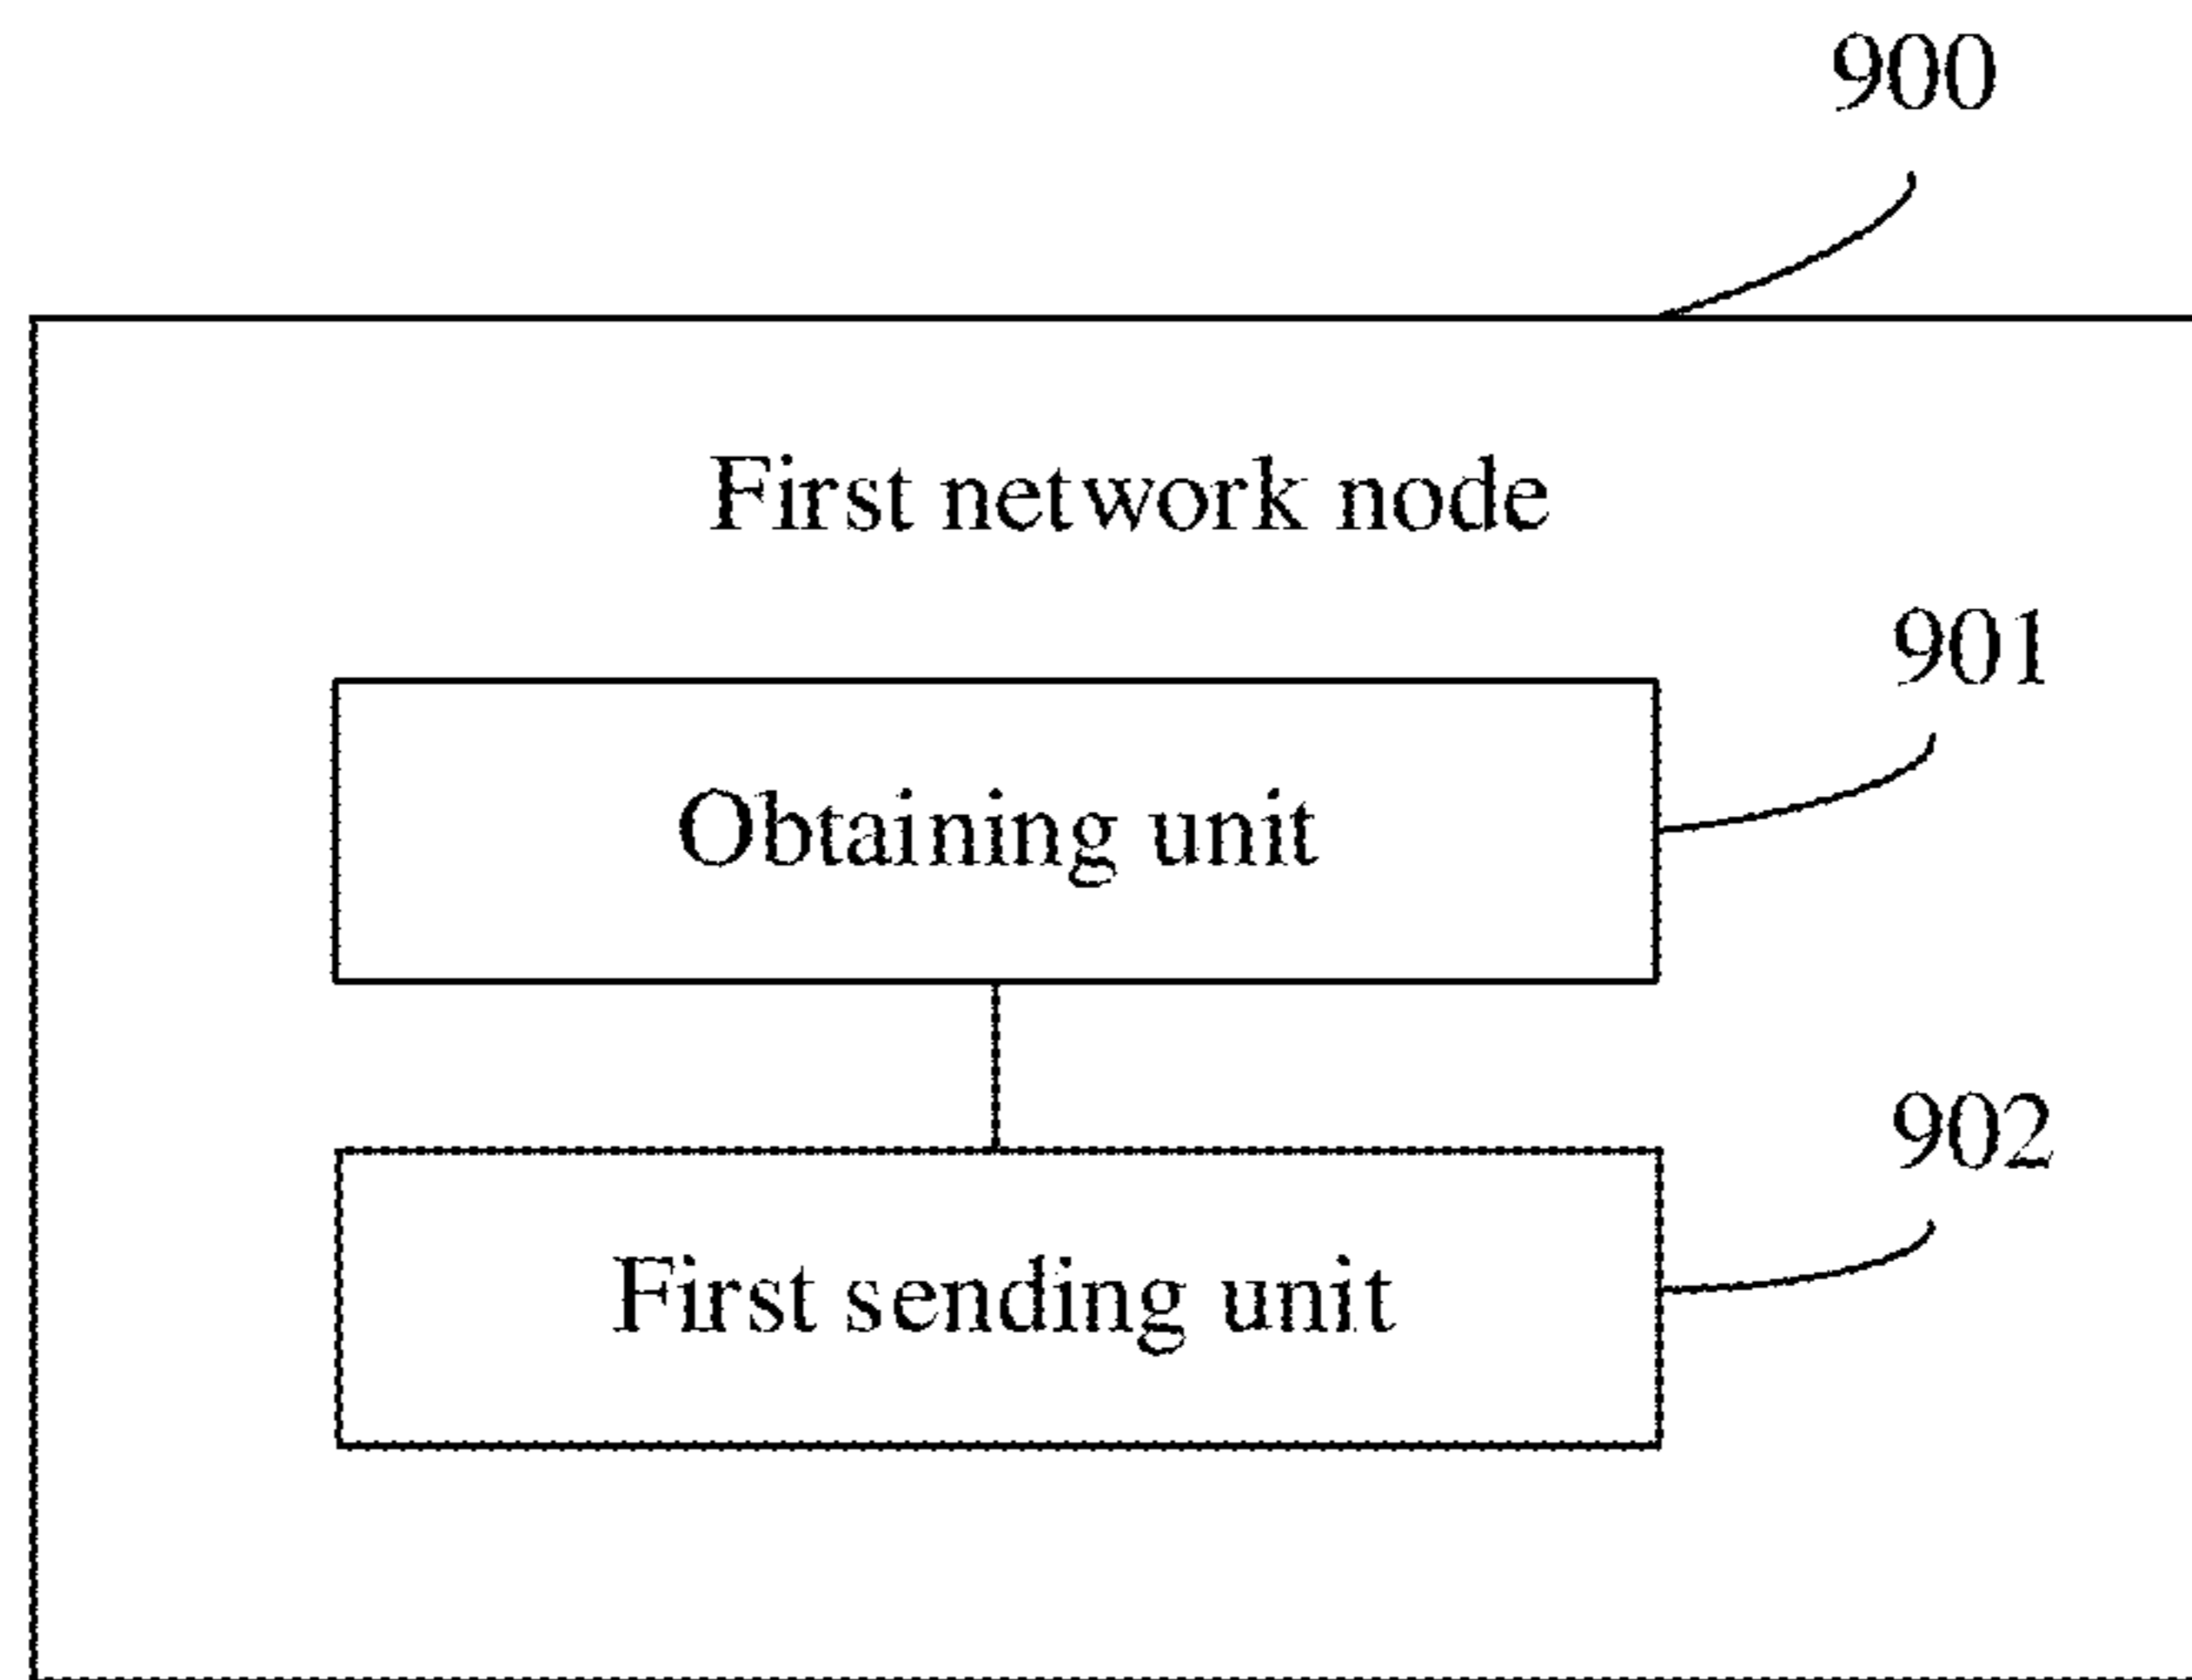 900
First network node
901
Obtaining unit
902
First sending unit